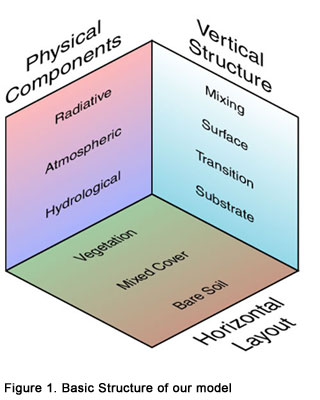 Physical
Components
Radiative
Atmospheric
Hydrological
Vertical
Structure
Mixing
Surface
Transition
Substrate
Vegetation
Mixed Cover
Bare Soil
Horizontal
Layout
Figure 1. Basic Structure of our model